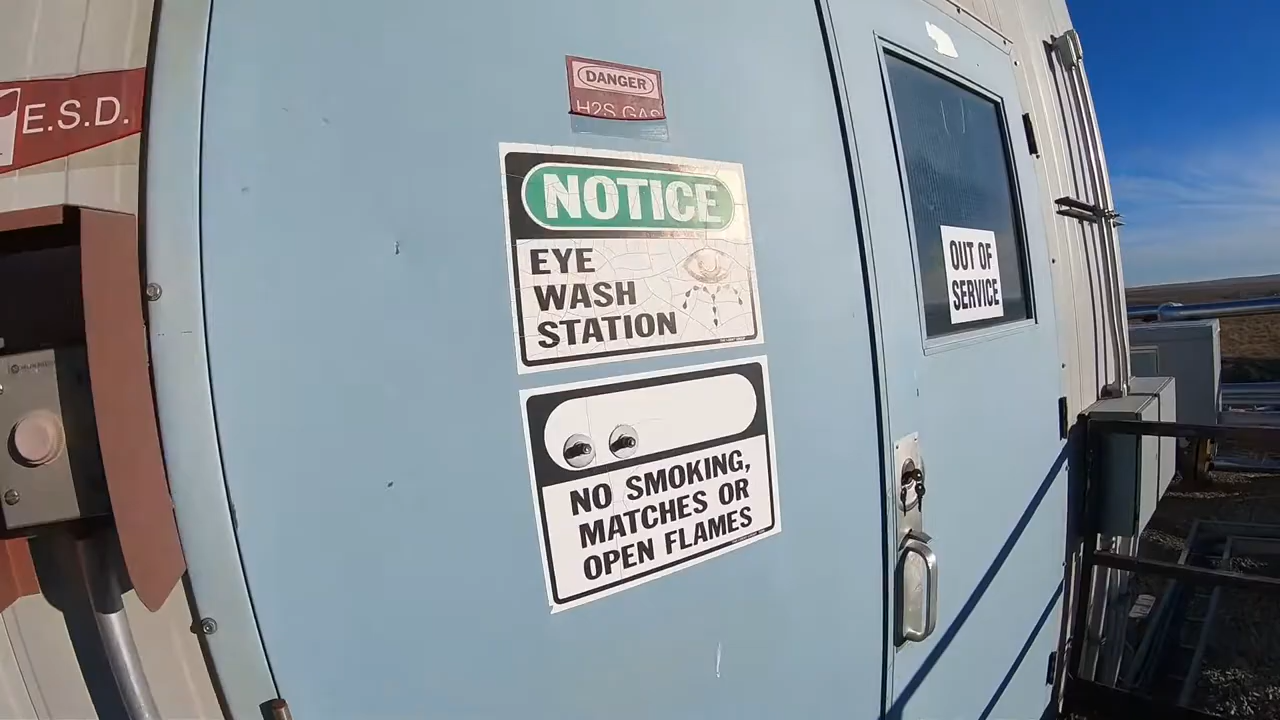 E.S.D.
DANGER
H2S GAS
NOTICE
EYE
WASH
STATION
NO SMOKING,
MATCHES OR
OPEN FLAMES
OUT OF
SERVICE